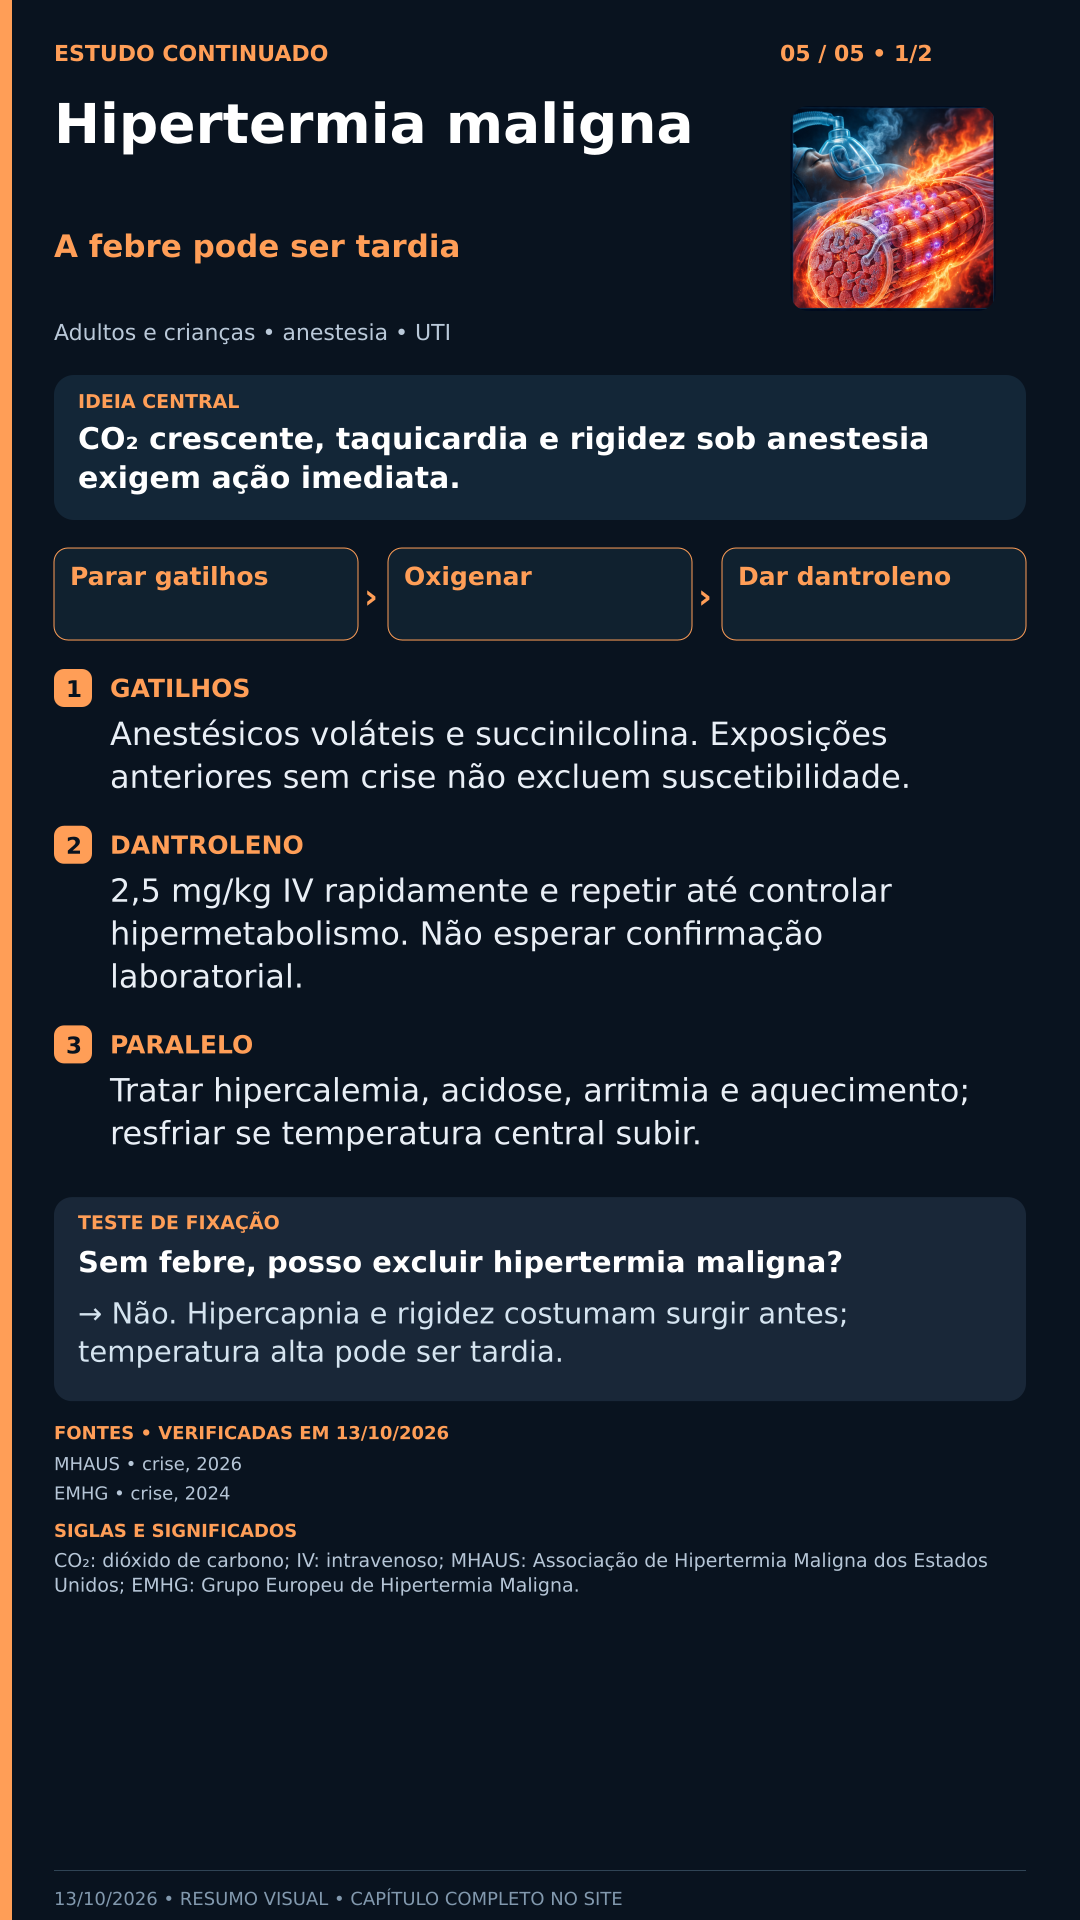 ESTUDO CONTINUADO
05 / 05 • 1/2
Hipertermia maligna
A febre pode ser tardia
Adultos e crianças • anestesia • UTI
IDEIA CENTRAL
CO₂ crescente, taquicardia e rigidez sob anestesia
exigem ação imediata.
Parar gatilhos › Oxigenar › Dar dantroleno
1 GATILHOS
Anestésicos voláteis e succinilcolina. Exposições
anteriores sem crise não excluem suscetibilidade.
2 DANTROLENO
2,5 mg/kg IV rapidamente e repetir até controlar
hipermetabolismo. Não esperar confirmação
laboratorial.
3 PARALELO
Tratar hipercalemia, acidose, arritmia e aquecimento;
resfriar se temperatura central subir.
TESTE DE FIXAÇÃO
Sem febre, posso excluir hipertermia maligna?
→ Não. Hipercapnia e rigidez costumam surgir antes;
temperatura alta pode ser tardia.
FONTES • VERIFICADAS EM 13/10/2026
MHAUS • crise, 2026
EMHG • crise, 2024
SIGLAS E SIGNIFICADOS
CO₂: dióxido de carbono; IV: intravenoso; MHAUS: Associação de Hipertermia Maligna dos Estados
Unidos; EMHG: Grupo Europeu de Hipertermia Maligna.
13/10/2026 • RESUMO VISUAL • CAPÍTULO COMPLETO NO SITE